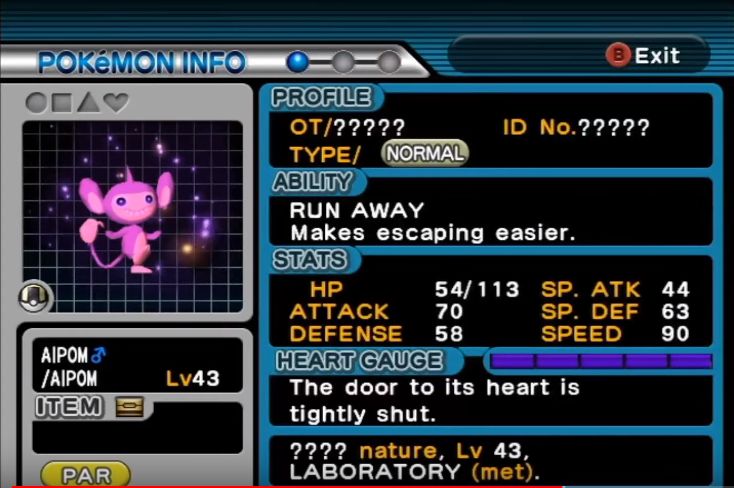 POKéMON INFO
B Exit
PROFILE
OT/????? ID No.?????
TYPE/ NORMAL
ABILITY
RUN AWAY
Makes escaping easier.
STATS
HP 54/113 SP. ATK 44
ATTACK 70 SP. DEF 63
DEFENSE 58 SPEED 90
AIPOM♂
/AIPOM Lv43
ITEM
PAR
HEART GAUGE
The door to its heart is
tightly shut.
???? nature, Lv 43,
LABORATORY (met).